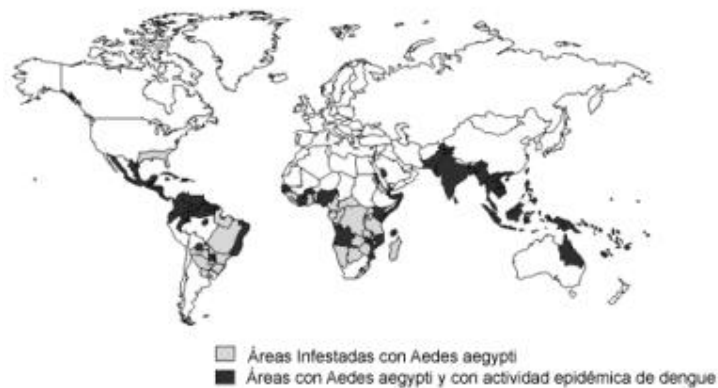 Áreas Infestadas con Aedes aegypti
Áreas con Aedes aegypti y con actividad epidémica de dengue